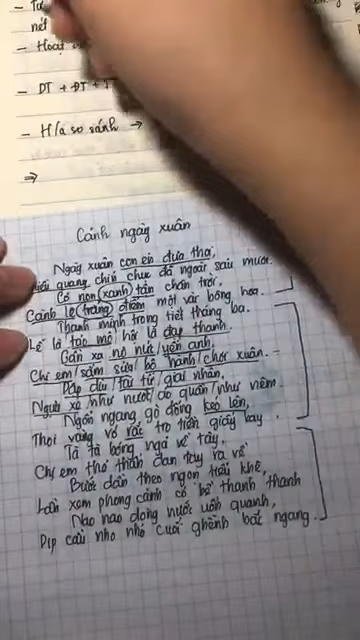 - Từ
nét
- Hoạt
- DT + ĐT + T
- H/a so sánh →
⇒
Cảnh ngày xuân
Ngày xuân con én đưa thoi,
Thiều quang chín chục đã ngoài sáu mươi.
Cỏ non (xanh) tận chân trời,
Cành lê (trắng) điểm một vài bông hoa.
Thanh minh trong tiết tháng ba.
Lễ là tảo mộ, hội là đạp thanh.
Gần xa nô nức/yến anh,
Chị em/sắm sửa/bộ hành/chơi xuân.
Dập dìu/tài tử/giai nhân,
Ngựa xe như nước/áo quần/như nêm.
Ngổn ngang gò đống kéo lên,
Thoi vàng vó rắc tro tiền giấy bay.
Tà tà bóng ngả về tây,
Chị em thơ thẩn dan tay ra về
Bước dần theo ngọn tiểu khê,
Lần xem phong cảnh có bề thanh thanh
Nao nao dòng nước uốn quanh,
Dịp cầu nho nhỏ cuối ghềnh bắc ngang.